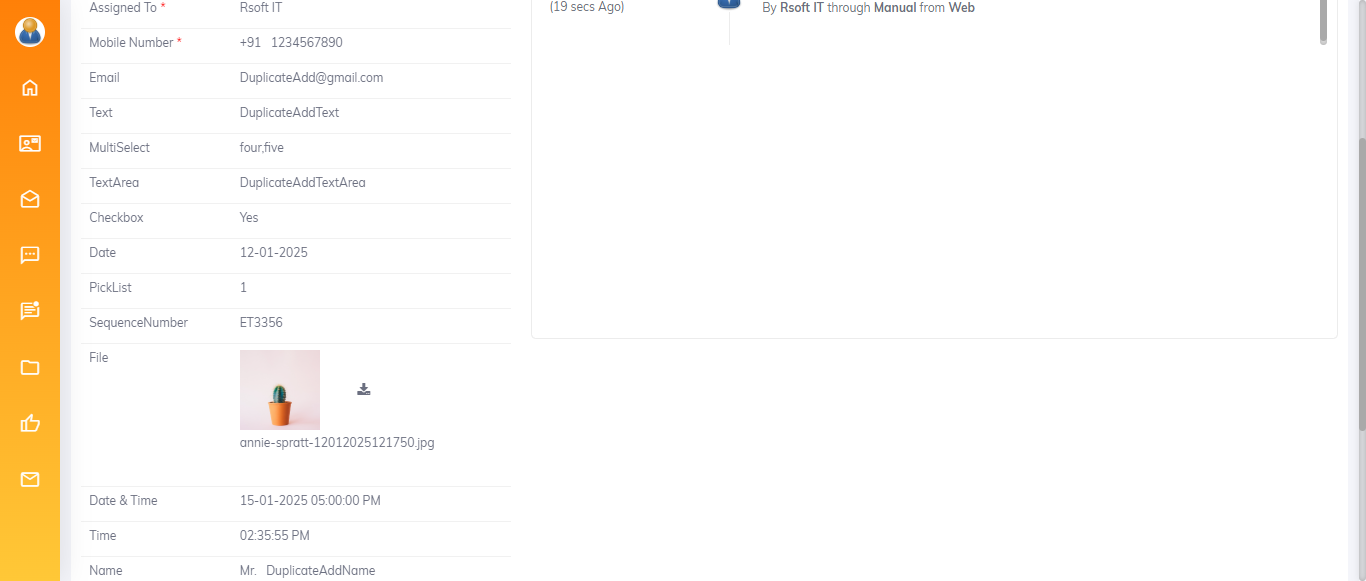 Assigned To * Rsoft IT
Mobile Number * +91 1234567890
Email DuplicateAdd@gmail.com
Text DuplicateAddText
MultiSelect four,five
TextArea DuplicateAddTextArea
Checkbox Yes
Date 12-01-2025
PickList 1
SequenceNumber ET3356
File
annie-spratt-12012025121750.jpg
Date & Time 15-01-2025 05:00:00 PM
Time 02:35:55 PM
Name Mr. DuplicateAddName
(19 secs Ago) By Rsoft IT through Manual from Web